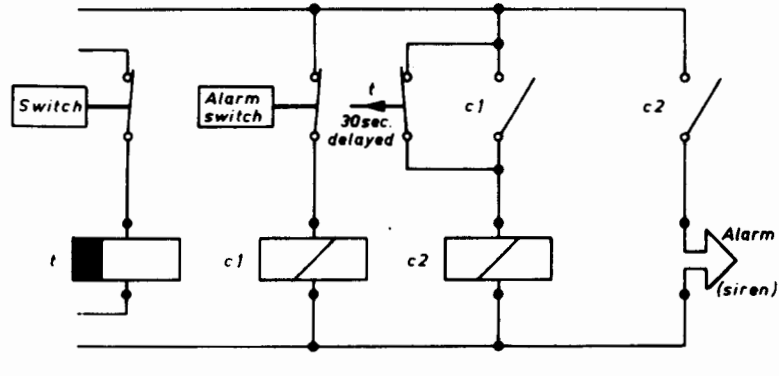 Switch
Alarm
switch
t
30sec.
delayed
c1
c2
t
c1
c2
Alarm
(siren)